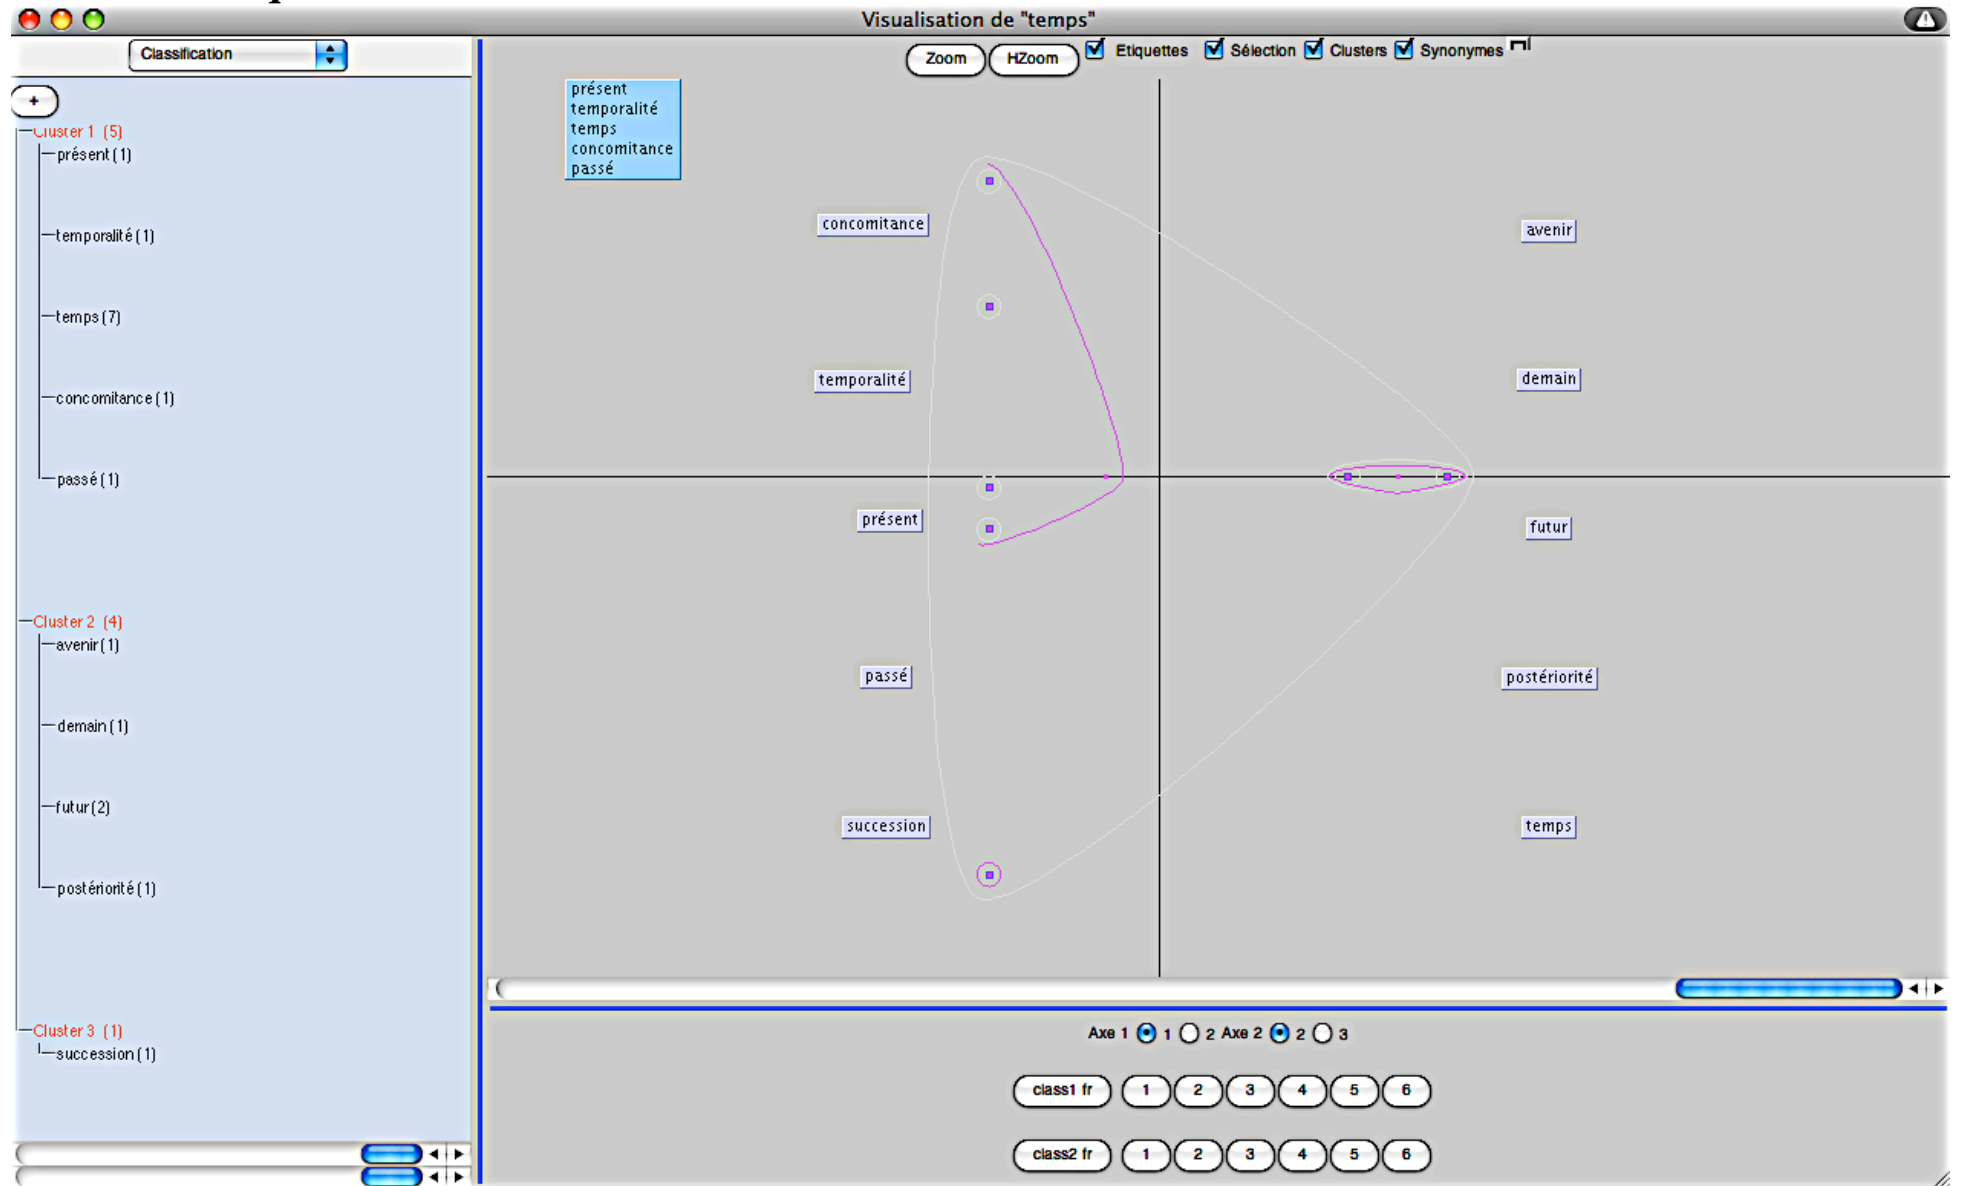 Visualisation de "temps"
Classification
Zoom HZoom Etiquettes Sélection Clusters Synonymes
+
Cluster 1 (5)
présent(1)
temporalité(1)
temps(7)
concomitance(1)
passé(1)
Cluster 2 (4)
avenir(1)
demain(1)
futur(2)
postériorité(1)
Cluster 3 (1)
succession(1)
présent
temporalité
temps
concomitance
passé
concomitance
avenir
temporalité
demain
présent
futur
passé
postériorité
succession
temps
Axe 1 1 2 Axe 2 2 3
class1 fr 1 2 3 4 5 6
class2 fr 1 2 3 4 5 6